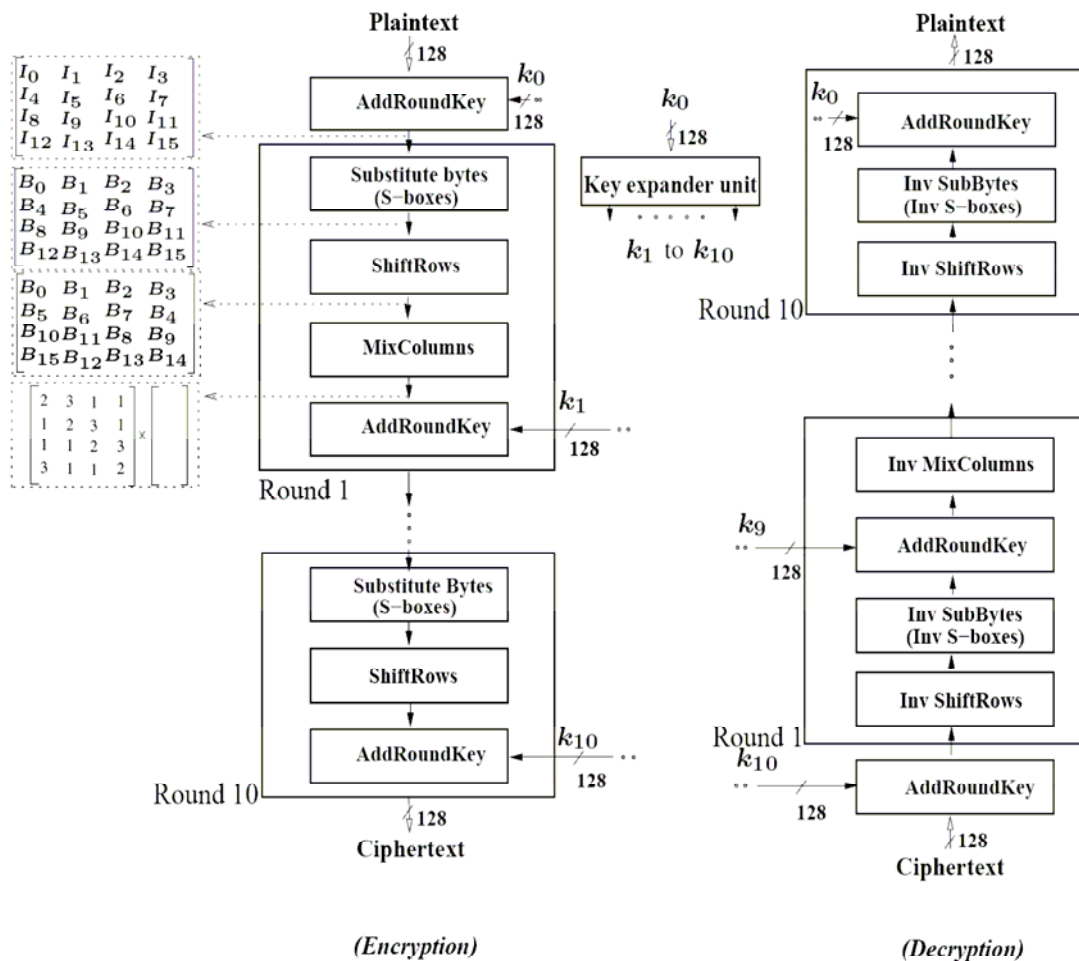 Plaintext
128
I0 I1 I2 I3
I4 I5 I6 I7
I8 I9 I10 I11
I12 I13 I14 I15
B0 B1 B2 B3
B4 B5 B6 B7
B8 B9 B10 B11
B12 B13 B14 B15
B0 B1 B2 B3
B5 B6 B7 B4
B10 B11 B8 B9
B15 B12 B13 B14
2 3 1 1
1 2 3 1
1 1 2 3
3 1 1 2
x
AddRoundKey
k0
128
Substitute bytes
(S-boxes)
ShiftRows
MixColumns
AddRoundKey
k1
128
Round 1
Substitute Bytes
(S-boxes)
ShiftRows
AddRoundKey
k10
128
Round 10
128
Ciphertext
(Encryption)
k0
128
Key expander unit
k1 to k10
Plaintext
128
k0
128
AddRoundKey
Inv SubBytes
(Inv S-boxes)
Inv ShiftRows
Round 10
Inv MixColumns
k9
128
AddRoundKey
Inv SubBytes
(Inv S-boxes)
Inv ShiftRows
Round 1
k10
128
AddRoundKey
128
Ciphertext
(Decryption)